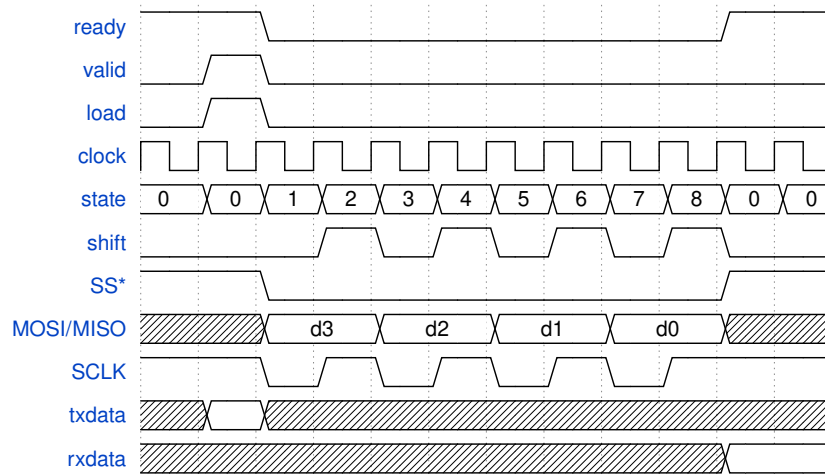 ready
valid
load
clock
state 0 0 1 2 3 4 5 6 7 8 0 0
shift
SS*
MOSI/MISO d3 d2 d1 d0
SCLK
txdata
rxdata